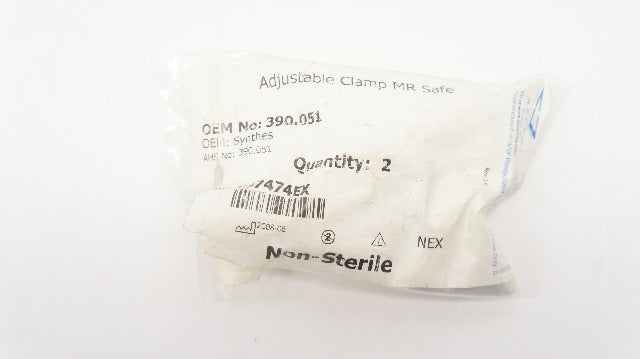 Adjustable Clamp MR Safe
OEM No: 390.051
OEM: Synthes
AHS No: 390.051
Quantity: 2
7474EX
2008-08
2
NEX
Non-Sterile